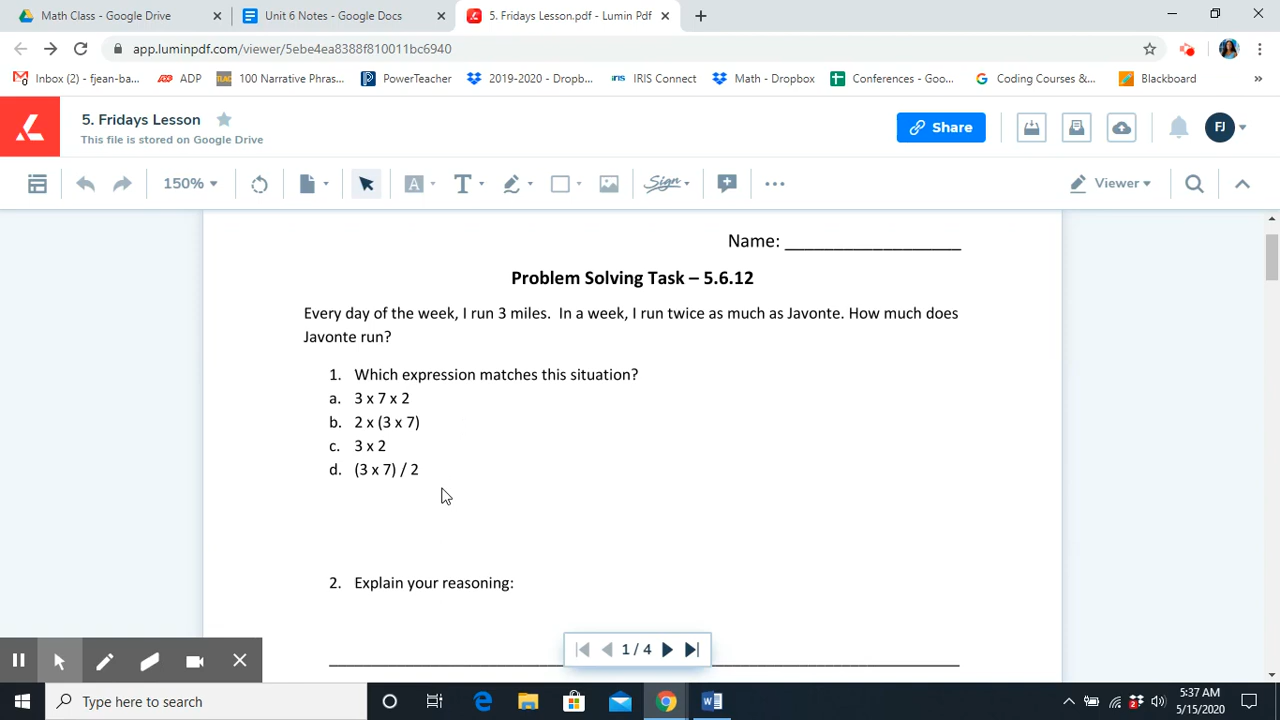 Math Class - Google Drive
Unit 6 Notes - Google Docs
5. Fridays Lesson.pdf - Lumin Pdf
app.luminpdf.com/viewer/5ebe4ea8388f810011bc6940
Inbox (2) - fjean-ba...
ADP
100 Narrative Phras...
PowerTeacher
2019-2020 - Dropb...
IRIS Connect
Math - Dropbox
Conferences - Goo...
Coding Courses &...
Blackboard
5. Fridays Lesson
This file is stored on Google Drive
Share
FJ
150%
Sign
Viewer
Name: __________________
Problem Solving Task – 5.6.12
Every day of the week, I run 3 miles. In a week, I run twice as much as Javonte. How much does
Javonte run?
1. Which expression matches this situation?
a. 3 x 7 x 2
b. 2 x (3 x 7)
c. 3 x 2
d. (3 x 7) / 2
2. Explain your reasoning:
1 / 4
Type here to search
5:37 AM
5/15/2020